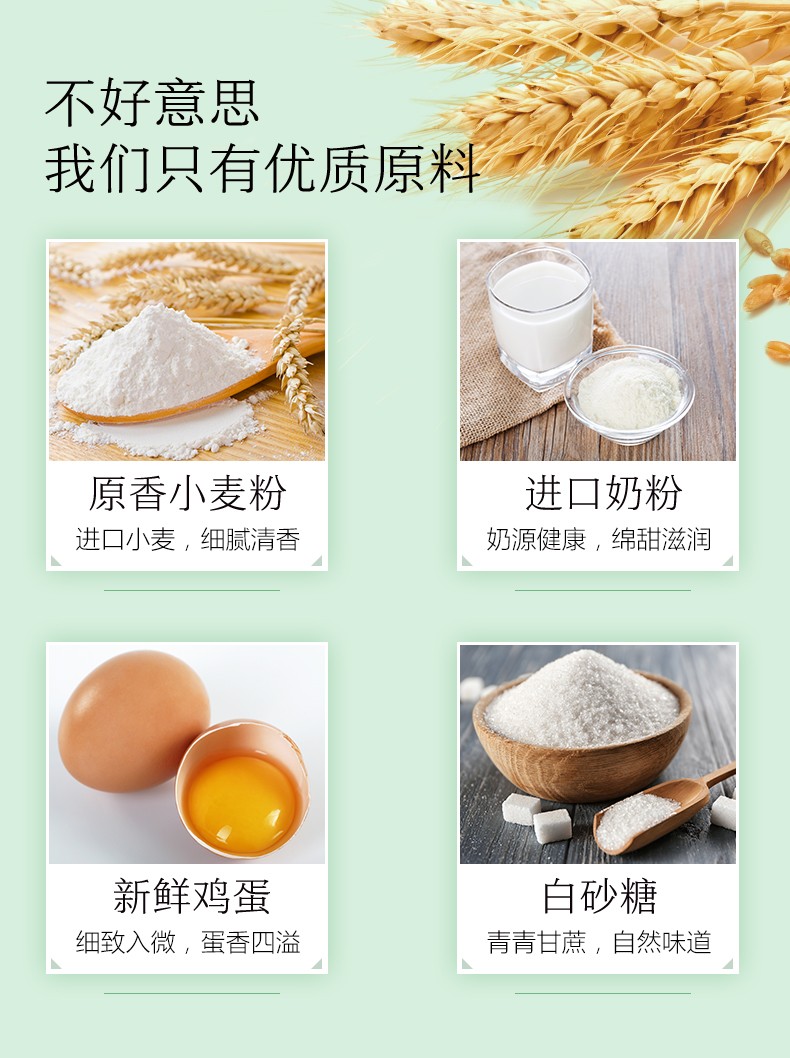 不好意思
我们只有优质原料
原香小麦粉
进口小麦，细腻清香
进口奶粉
奶源健康，绵甜滋润
新鲜鸡蛋
细致入微，蛋香四溢
白砂糖
青青甘蔗，自然味道